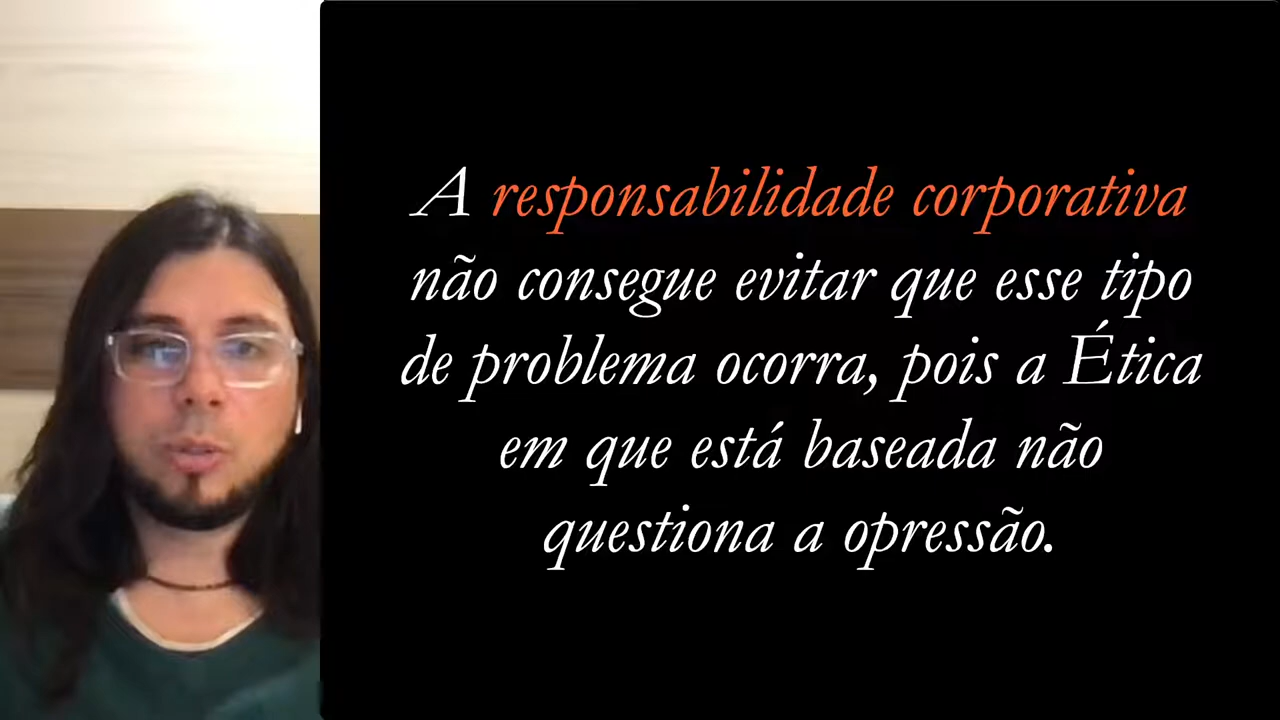 A responsabilidade corporativa
não consegue evitar que esse tipo
de problema ocorra, pois a Ética
em que está baseada não
questiona a opressão.